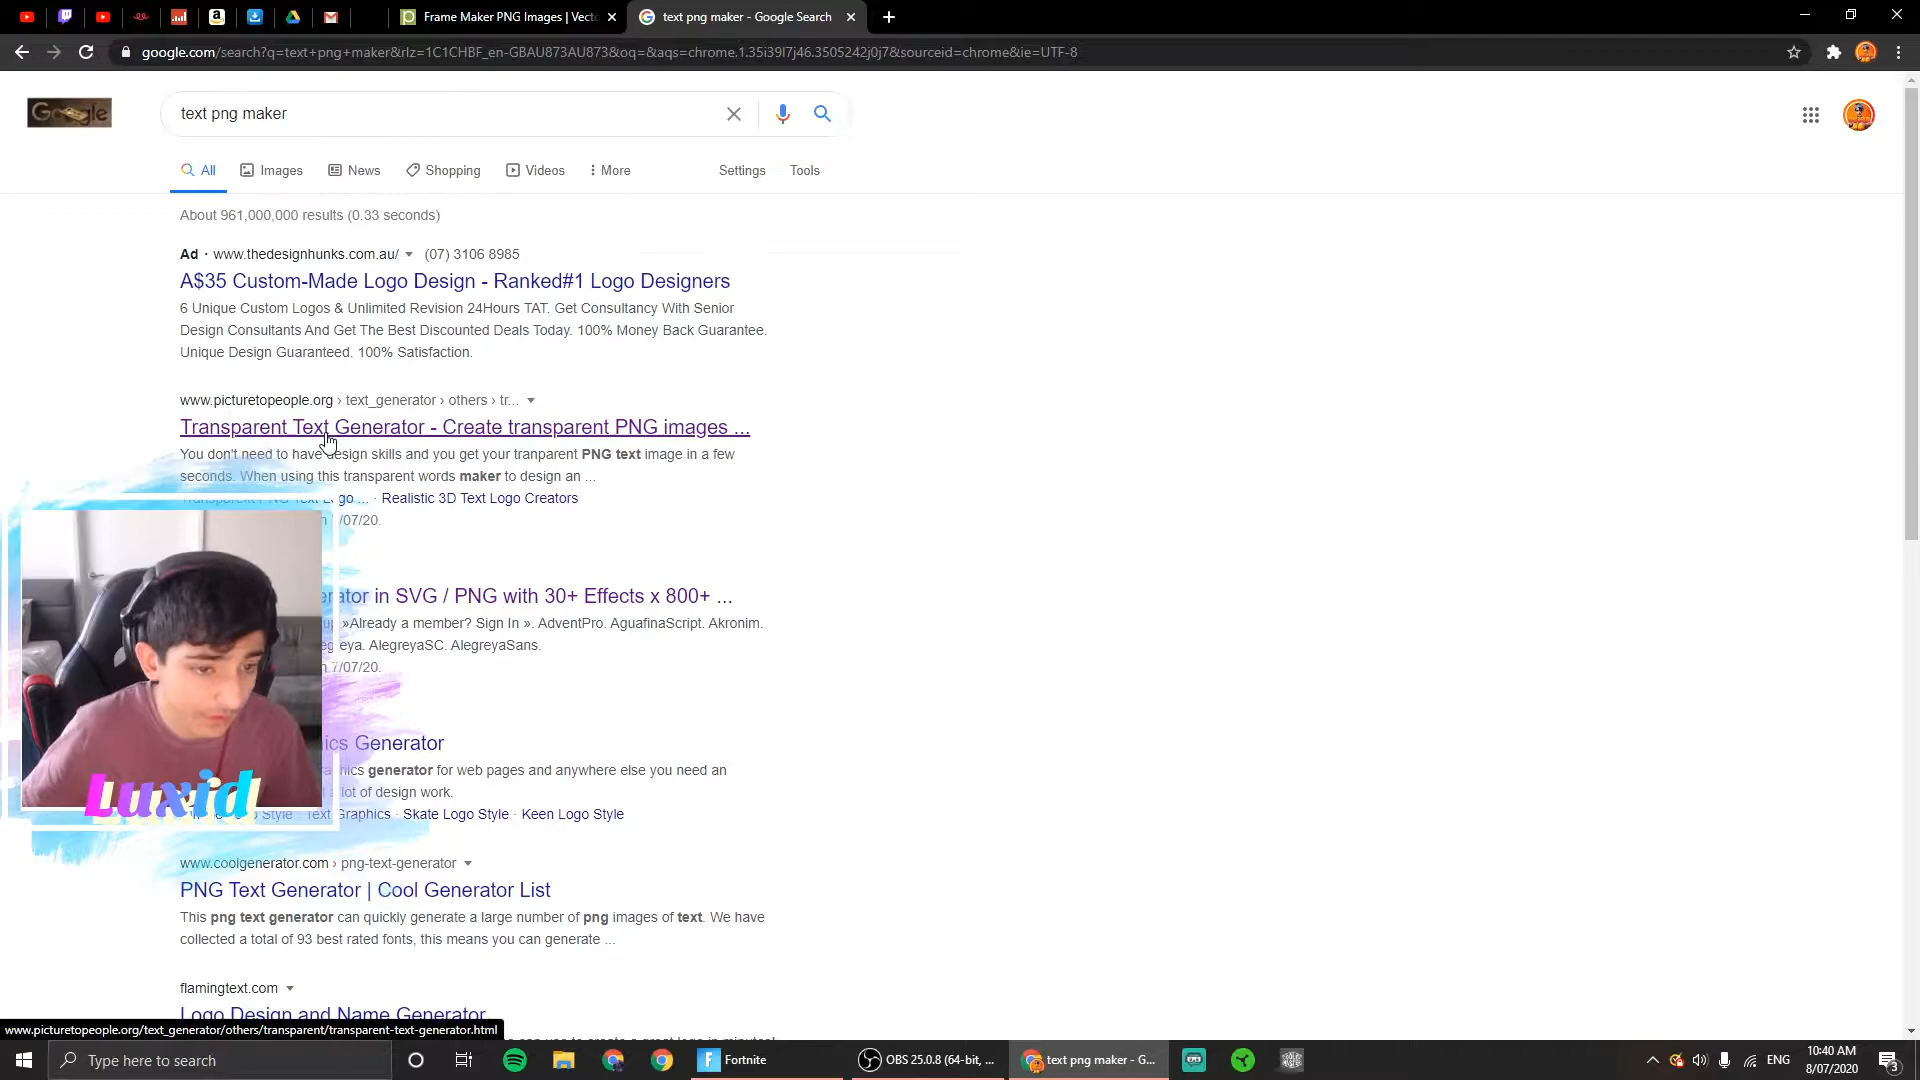 Frame Maker PNG Images | Vect
text png maker - Google Search
google.com/search?q=text+png+maker&rlz=1C1CHBF_en-GBAU873AU873&oq=&aqs=chrome.1.35i39l7j46.3505242j0j7&sourceid=chrome&ie=UTF-8
Google
text png maker
All Images News Shopping Videos More Settings Tools
About 961,000,000 results (0.33 seconds)
Ad · www.thedesignhunks.com.au/ (07) 3106 8985
A$35 Custom-Made Logo Design - Ranked#1 Logo Designers
6 Unique Custom Logos & Unlimited Revision 24Hours TAT. Get Consultancy With Senior
Design Consultants And Get The Best Discounted Deals Today. 100% Money Back Guarantee.
Unique Design Guaranteed. 100% Satisfaction.
www.picturetopeople.org › text_generator › others › tr...
Transparent Text Generator - Create transparent PNG images ...
You don't need to have design skills and you get your tranparent PNG text image in a few
seconds. When using this transparent words maker to design an ...
Transparent PNG Text Logo ... · Realistic 3D Text Logo Creators
/07/20.
erator in SVG / PNG with 30+ Effects x 800+ ...
up »Already a member? Sign In ». AdventPro. AguafinaScript. Akronim.
egreya. AlegreyaSC. AlegreyaSans.
n 7/07/20.
ics Generator
generator for web pages and anywhere else you need an
lot of design work.
Style · Text Graphics · Skate Logo Style · Keen Logo Style
Luxid
www.coolgenerator.com › png-text-generator
PNG Text Generator | Cool Generator List
This png text generator can quickly generate a large number of png images of text. We have
collected a total of 93 best rated fonts, this means you can generate ...
flamingtext.com
Logo Design and Name Generator
www.picturetopeople.org/text_generator/others/transparent/transparent-text-generator.html
Type here to search
Fortnite
OBS 25.0.8 (64-bit, ...
text png maker - G...
ENG
10:40 AM
8/07/2020
3